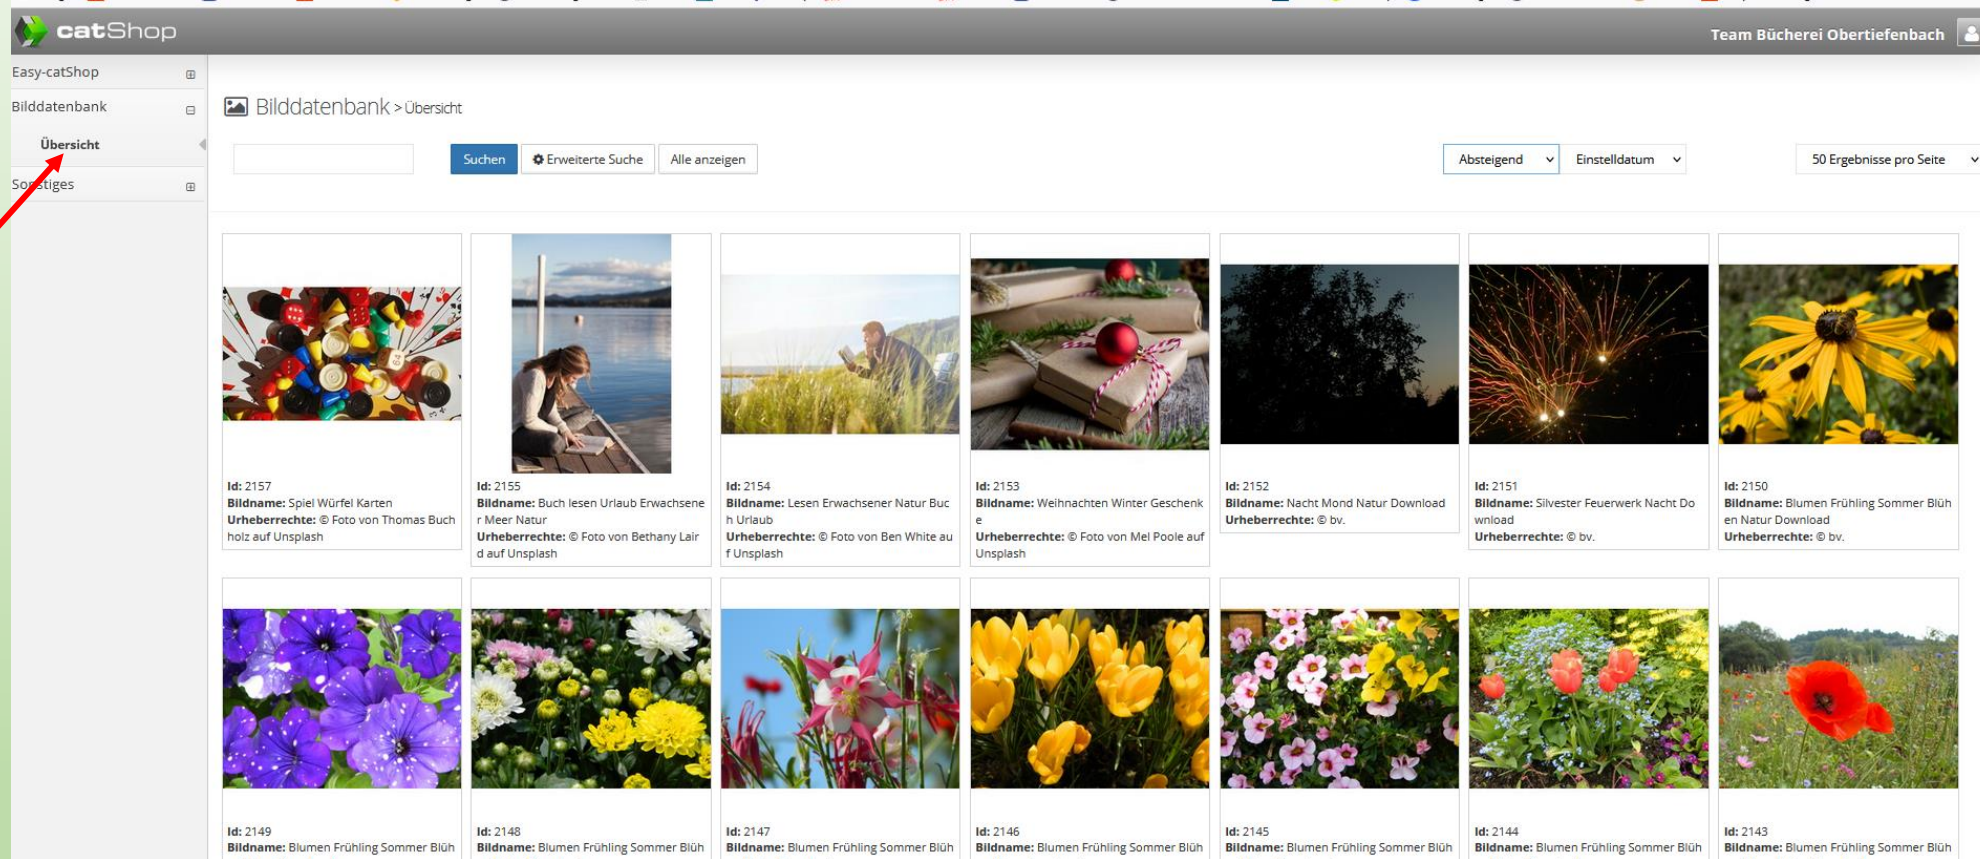 catShop
Team Bücherei Obertiefenbach
Easy-catShop
Bilddatenbank
Übersicht
Sonstiges
Bilddatenbank > Übersicht
Suchen Erweiterte Suche Alle anzeigen
Absteigend Einstelldatum 50 Ergebnisse pro Seite
Id: 2157
Bildname: Spiel Würfel Karten
Urheberrechte: © Foto von Thomas Buch
holz auf Unsplash
Id: 2155
Bildname: Buch lesen Urlaub Erwachsene
r Meer Natur
Urheberrechte: © Foto von Bethany Lair
d auf Unsplash
Id: 2154
Bildname: Lesen Erwachsener Natur Buc
h Urlaub
Urheberrechte: © Foto von Ben White au
f Unsplash
Id: 2153
Bildname: Weihnachten Winter Geschenk
e
Urheberrechte: © Foto von Mel Poole auf
Unsplash
Id: 2152
Bildname: Nacht Mond Natur Download
Urheberrechte: © bv.
Id: 2151
Bildname: Silvester Feuerwerk Nacht Do
wnload
Urheberrechte: © bv.
Id: 2150
Bildname: Blumen Frühling Sommer Blüh
en Natur Download
Urheberrechte: © bv.
Id: 2149
Bildname: Blumen Frühling Sommer Blüh
Id: 2148
Bildname: Blumen Frühling Sommer Blüh
Id: 2147
Bildname: Blumen Frühling Sommer Blüh
Id: 2146
Bildname: Blumen Frühling Sommer Blüh
Id: 2145
Bildname: Blumen Frühling Sommer Blüh
Id: 2144
Bildname: Blumen Frühling Sommer Blüh
Id: 2143
Bildname: Blumen Frühling Sommer Blüh